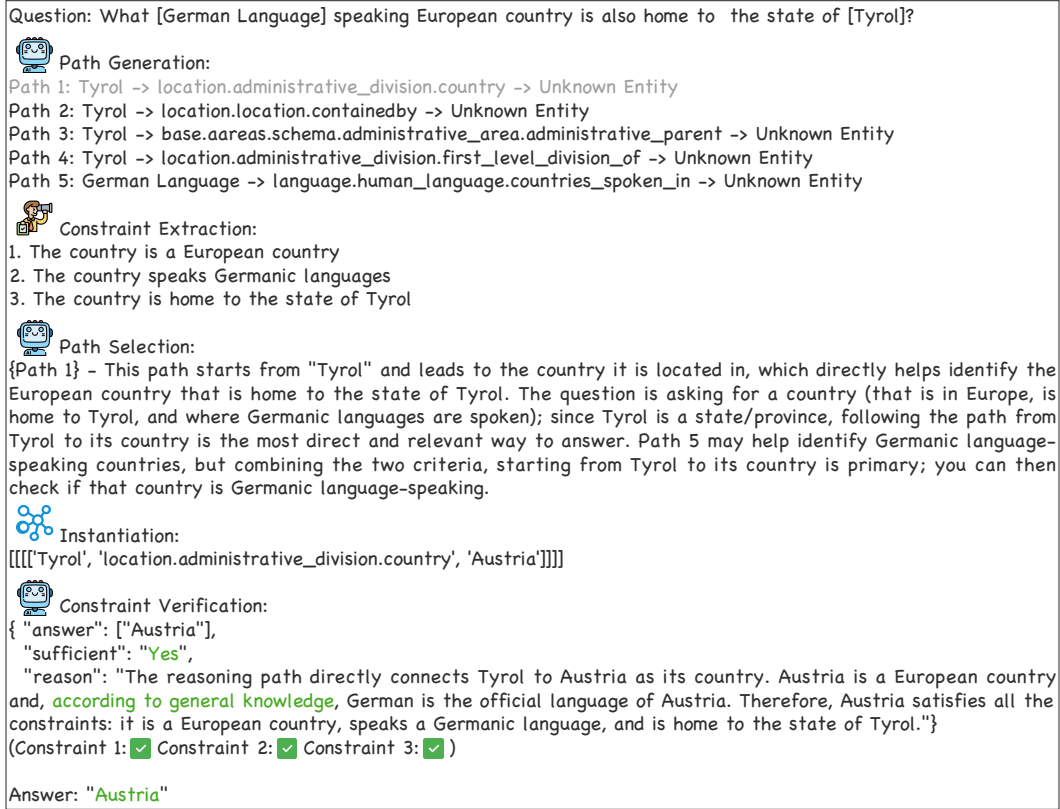 Question: What [German Language] speaking European country is also home to  the state of [Tyrol]?
Path Generation:
Path 1: Tyrol -> location.administrative_division.country -> Unknown Entity
Path 2: Tyrol -> location.location.containedby -> Unknown Entity
Path 3: Tyrol -> base.aareas.schema.administrative_area.administrative_parent -> Unknown Entity
Path 4: Tyrol -> location.administrative_division.first_level_division_of -> Unknown Entity
Path 5: German Language -> language.human_language.countries_spoken_in -> Unknown Entity
Constraint Extraction:
1. The country is a European country
2. The country speaks Germanic languages
3. The country is home to the state of Tyrol
Path Selection:
{Path 1} - This path starts from "Tyrol" and leads to the country it is located in, which directly helps identify the
European country that is home to the state of Tyrol. The question is asking for a country (that is in Europe, is
home to Tyrol, and where Germanic languages are spoken); since Tyrol is a state/province, following the path from
Tyrol to its country is the most direct and relevant way to answer. Path 5 may help identify Germanic language-
speaking countries, but combining the two criteria, starting from Tyrol to its country is primary; you can then
check if that country is Germanic language-speaking.
Instantiation:
[[[['Tyrol', 'location.administrative_division.country', 'Austria']]]]
Constraint Verification:
{ "answer": ["Austria"],
"sufficient": "Yes",
"reason": "The reasoning path directly connects Tyrol to Austria as its country. Austria is a European country
and, according to general knowledge, German is the official language of Austria. Therefore, Austria satisfies all the
constraints: it is a European country, speaks a Germanic language, and is home to the state of Tyrol."}
(Constraint 1: ✅ Constraint 2: ✅ Constraint 3: ✅ )
Answer: "Austria"